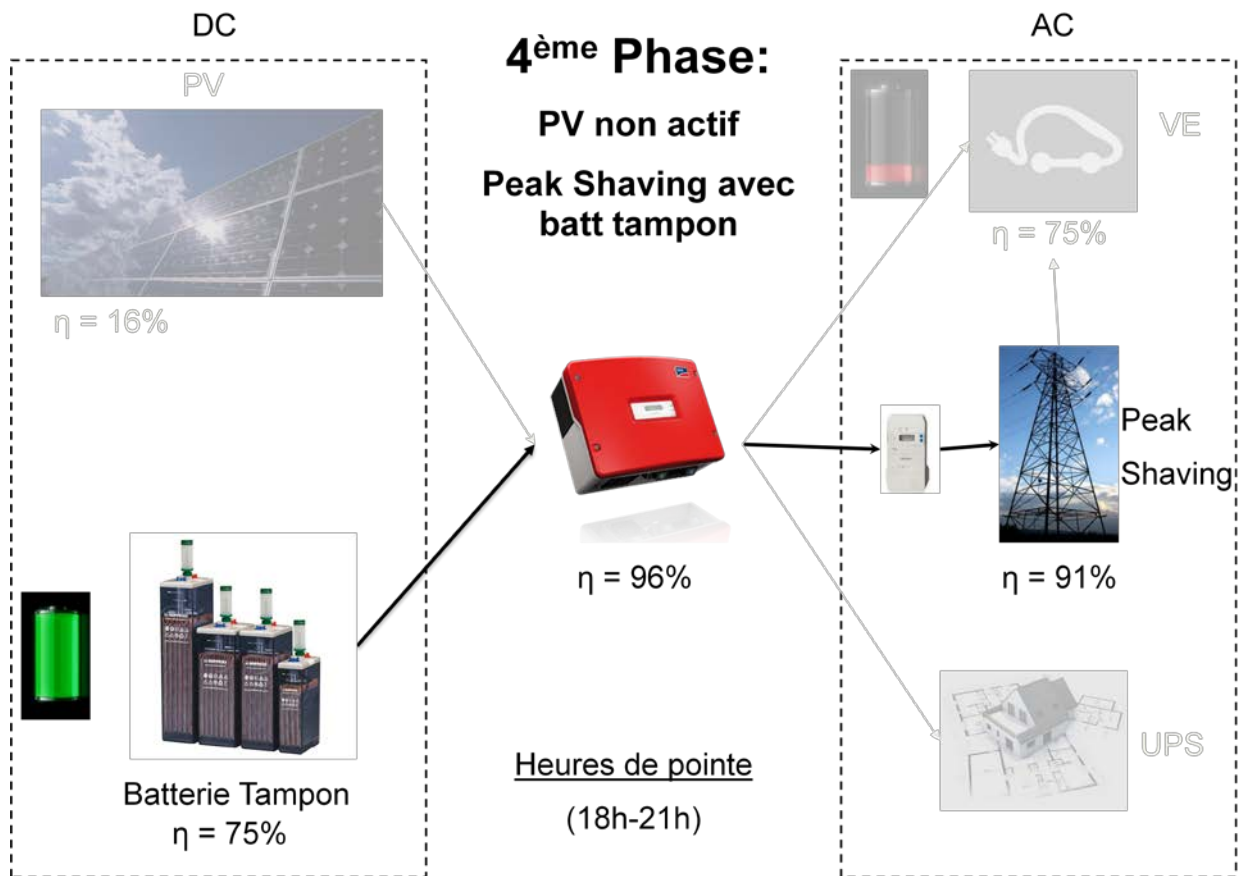 DC
AC
4ème Phase:
PV
PV non actif
VE
Peak Shaving avec
batt tampon
η = 75%
η = 16%
Peak
Shaving
η = 96%
η = 91%
UPS
Heures de pointe
Batterie Tampon
(18h-21h)
η = 75%